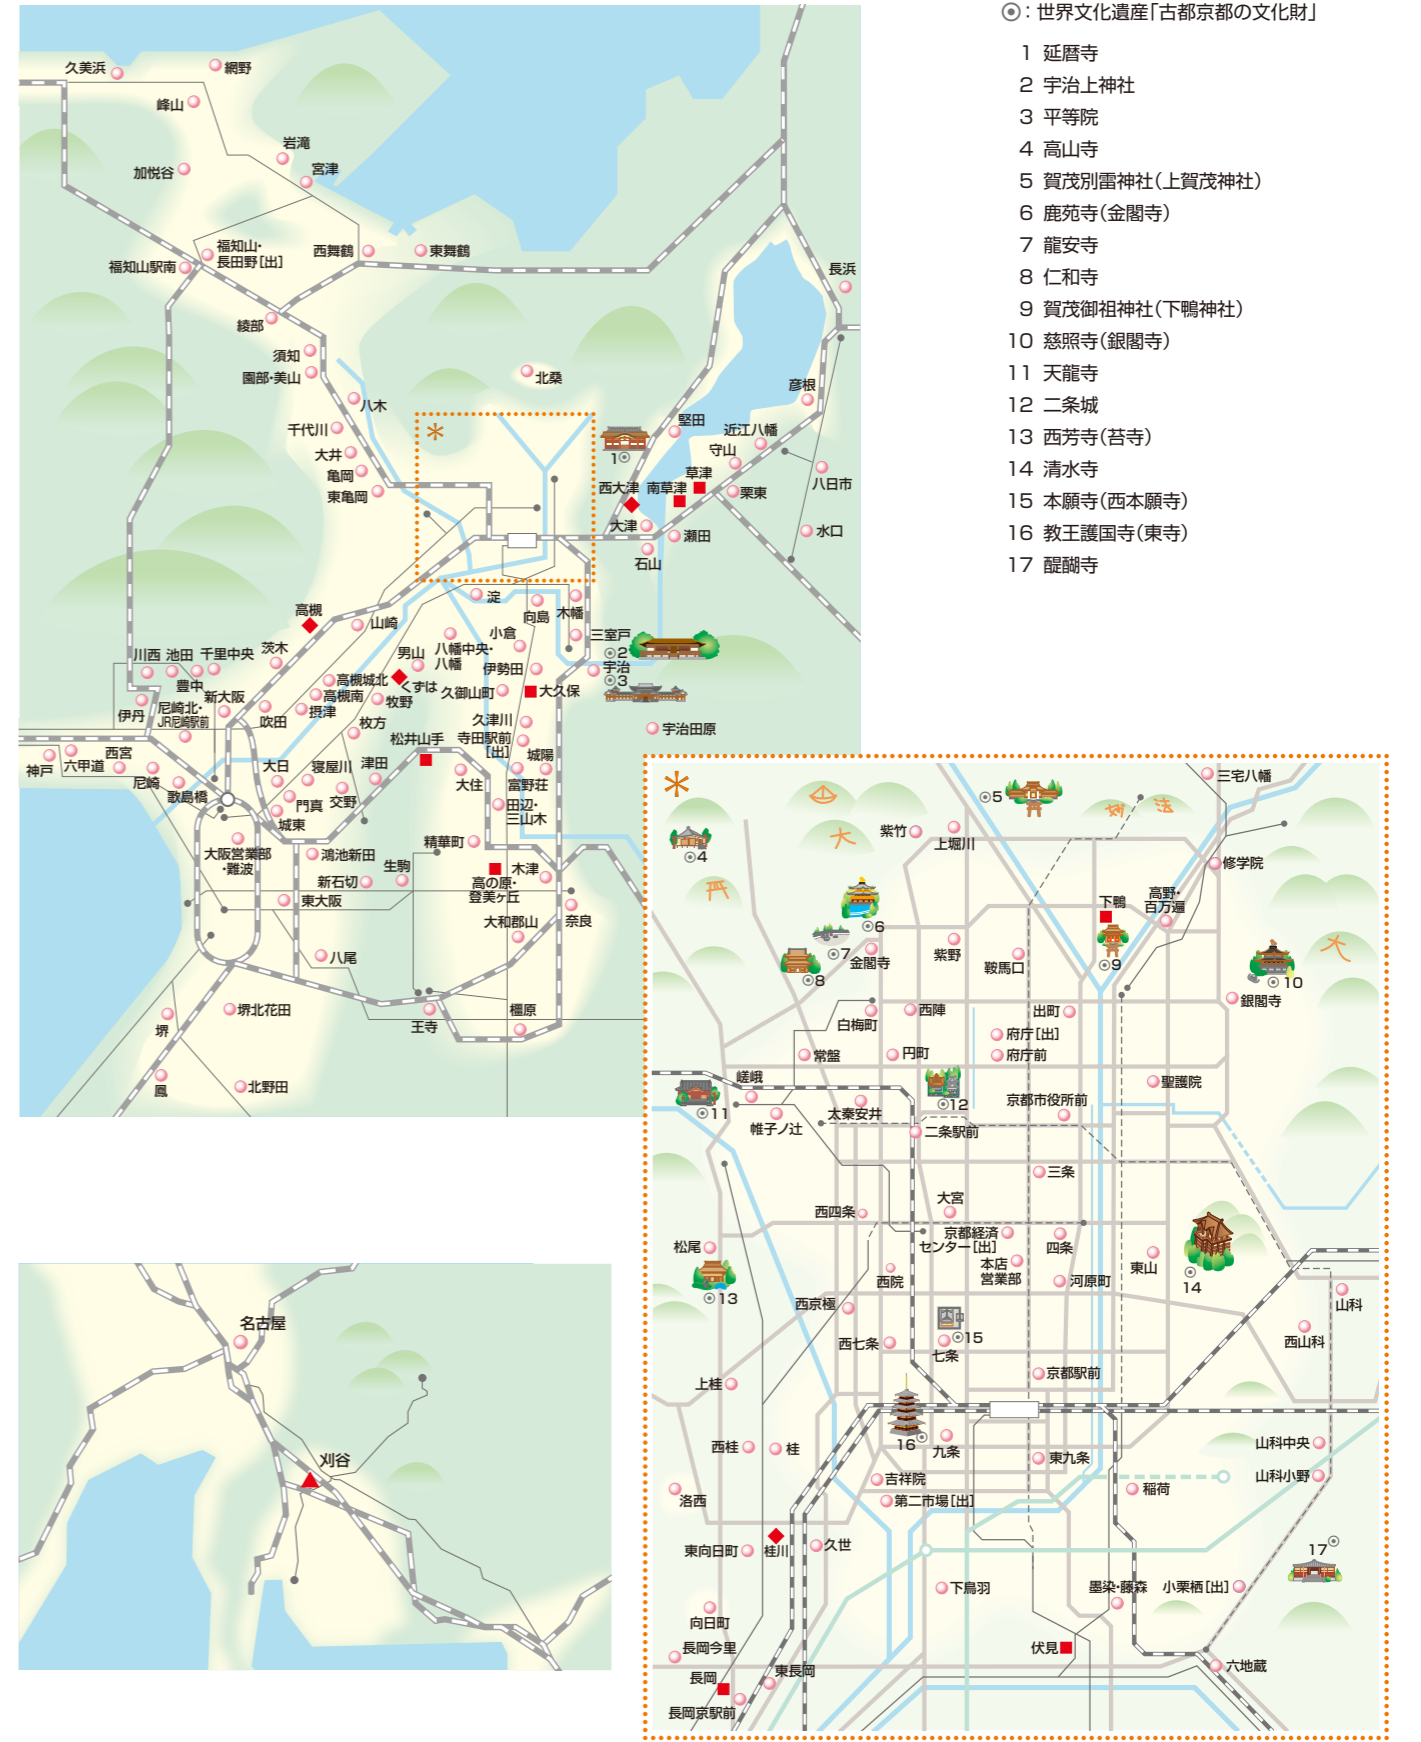 ◉：世界文化遺産「古都京都の文化財」
1 延暦寺
2 宇治上神社
3 平等院
4 高山寺
5 賀茂別雷神社（上賀茂神社）
6 鹿苑寺（金閣寺）
7 龍安寺
8 仁和寺
9 賀茂御祖神社（下鴨神社）
10 慈照寺（銀閣寺）
11 天龍寺
12 二条城
13 西芳寺（苔寺）
14 清水寺
15 本願寺（西本願寺）
16 教王護国寺（東寺）
17 醍醐寺
久美浜
網野
峰山
岩滝
加悦谷
宮津
福知山・
長田野［出］
福知山駅南
西舞鶴
東舞鶴
長浜
綾部
須知
園部・美山
北桑
八木
彦根
千代川
＊
1
堅田
近江八幡
大井
守山
亀岡
西大津
南草津
草津
八日市
東亀岡
栗東
大津
瀬田
水口
石山
高槻
山崎
淀
向島
木幡
三室戸
2
宇治
3
小倉
八幡中央・
八幡
男山
伊勢田
川西
池田
千里中央
茨木
豊中
高槻城北
くずは
久御山町
大久保
伊丹
尼崎北・
JR尼崎駅前
新大阪
吹田
高槻南
摂津
牧野
枚方
久津川
寺田駅前
［出］
宇治田原
松井山手
城陽
神戸
六甲道
西宮
尼崎
歌島橋
大日
寝屋川
津田
大住
富野荘
門真
交野
城東
田辺・
三山木
大阪営業部
・難波
鴻池新田
精華町
生駒
新石切
高の原・
登美ヶ丘
木津
東大阪
大和郡山
奈良
八尾
堺
堺北花田
王寺
橿原
鳳
北野田
名古屋
刈谷
＊
三宅八幡
5
妙
法
4
大
紫竹
上堀川
修学院
6
下鴨
高野・
百万遍
7
金閣寺
紫野
鞍馬口
9
大
10
8
銀閣寺
白梅町
西陣
出町
府庁［出］
常盤
円町
府庁前
嵯峨
聖護院
11
12
京都市役所前
帷子ノ辻
太秦安井
二条駅前
三条
西四条
大宮
松尾
京都経済
センター［出］
四条
東山
13
西院
本店
営業部
河原町
14
山科
西京極
西七条
15
七条
西山科
上桂
京都駅前
16
九条
西桂
桂
東九条
山科中央
洛西
吉祥院
山科小野
第二市場［出］
稲荷
東向日町
桂川
久世
17
下鳥羽
墨染・藤森
小栗栖［出］
向日町
長岡今里
伏見
長岡
東長岡
六地蔵
長岡京駅前